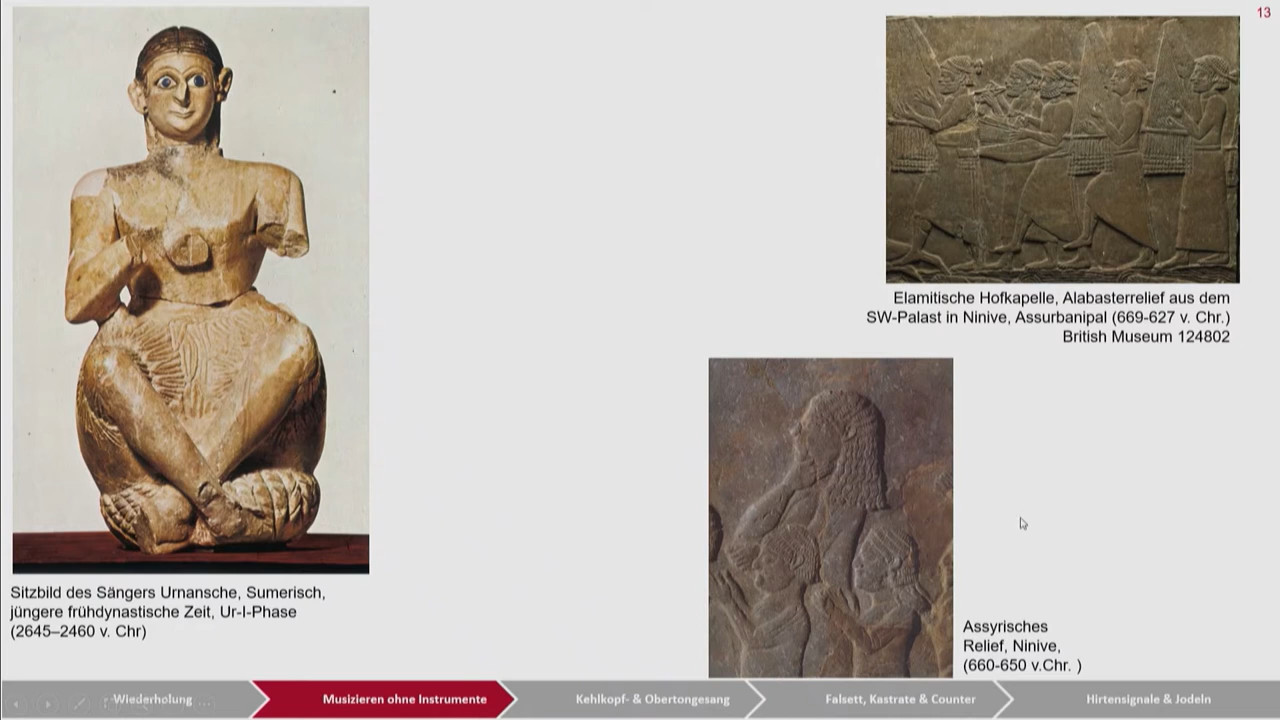 13
Elamitische Hofkapelle, Alabasterrelief aus dem
SW-Palast in Ninive, Assurbanipal (669-627 v. Chr.)
British Museum 124802
Sitzbild des Sängers Urnansche, Sumerisch,
jüngere frühdynastische Zeit, Ur-I-Phase
(2645–2460 v. Chr)
Assyrisches
Relief, Ninive,
(660-650 v.Chr. )
Wiederholung
Musizieren ohne Instrumente
Kehlkopf- & Obertongesang
Falsett, Kastrate & Counter
Hirtensignale & Jodeln